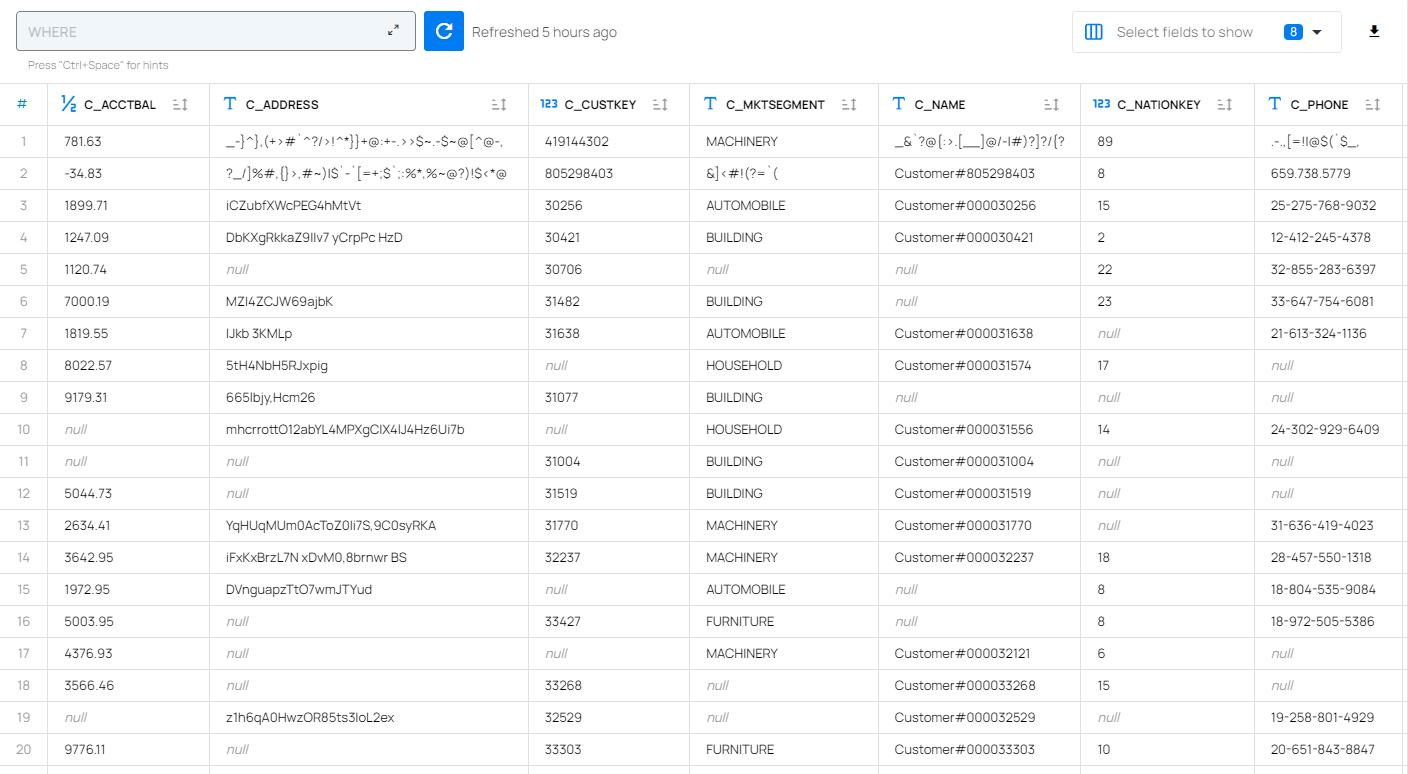 WHERE
Refreshed 5 hours ago
Select fields to show 8
Press "Ctrl+Space" for hints
# ½ C_ACCTBAL T C_ADDRESS 123 C_CUSTKEY T C_MKTSEGMENT T C_NAME 123 C_NATIONKEY T C_PHONE
1 781.63 _-}^},(+>#`^?/>!^*}}+@:+-.>>$~.-$~@[^@-, 419144302 MACHINERY _&`?@{:>.[__]@/-|#)?]?/{? 89 .-.,[=!|@$(`$_,
2 -34.83 ?_/]%#,{}>,#~)|$`-`[=+;$`;:%*,%~@?)!$<*@ 805298403 &]<#!(?=`( Customer#805298403 8 659.738.5779
3 1899.71 iCZubfXWcPEG4hMtVt 30256 AUTOMOBILE Customer#000030256 15 25-275-768-9032
4 1247.09 DbKXgRkkaZ9IIv7 yCrpPc HzD 30421 BUILDING Customer#000030421 2 12-412-245-4378
5 1120.74 null 30706 null null 22 32-855-283-6397
6 7000.19 MZI4ZCJW69ajbK 31482 BUILDING null 23 33-647-754-6081
7 1819.55 IJkb 3KMLp 31638 AUTOMOBILE Customer#000031638 null 21-613-324-1136
8 8022.57 5tH4NbH5RJxpig null HOUSEHOLD Customer#000031574 17 null
9 9179.31 665Ibjy,Hcm26 31077 BUILDING null null null
10 null mhcrrottO12abYL4MPXgCIX4IJ4Hz6Ui7b null HOUSEHOLD Customer#000031556 14 24-302-929-6409
11 null null 31004 BUILDING Customer#000031004 null null
12 5044.73 null 31519 BUILDING Customer#000031519 null null
13 2634.41 YqHUqMUm0AcToZ0Ii7S,9C0syRKA 31770 MACHINERY Customer#000031770 null 31-636-419-4023
14 3642.95 iFxKxBrzL7N xDvM0,8brnwr BS 32237 MACHINERY Customer#000032237 18 28-457-550-1318
15 1972.95 DVnguapzTtO7wmJTYud null AUTOMOBILE null 8 18-804-535-9084
16 5003.95 null 33427 FURNITURE null 8 18-972-505-5386
17 4376.93 null null MACHINERY Customer#000032121 6 null
18 3566.46 null 33268 null Customer#000033268 15 null
19 null z1h6qA0HwzOR85ts3IoL2ex 32529 null Customer#000032529 null 19-258-801-4929
20 9776.11 null 33303 FURNITURE Customer#000033303 10 20-651-843-8847